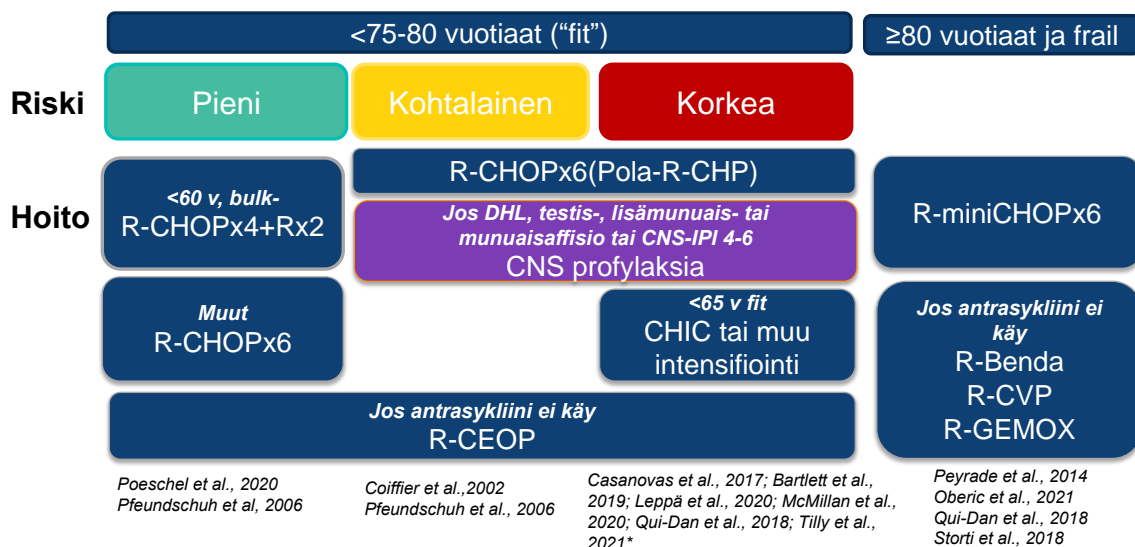 <75-80 vuotiaat (“fit”)
≥80 vuotiaat ja frail
Riski
Pieni
Kohtalainen
Korkea
Hoito
<60 v, bulk-
R-CHOPx4+Rx2
Muut
R-CHOPx6
R-CHOPx6(Pola-R-CHP)
Jos DHL, testis-, lisämunuais- tai
munuaisaffisio tai CNS-IPI 4-6
CNS profylaksia
<65 v fit
CHIC tai muu
intensifiointi
Jos antrasykliini ei käy
R-CEOP
R-miniCHOPx6
Jos antrasykliini ei
käy
R-Benda
R-CVP
R-GEMOX
Poeschel et al., 2020
Pfeundschuh et al, 2006
Coiffier et al.,2002
Pfeundschuh et al., 2006
Casanovas et al., 2017; Bartlett et al.,
2019; Leppä et al., 2020; McMillan et al.,
2020; Qui-Dan et al., 2018; Tilly et al.,
2021*
Peyrade et al., 2014
Oberic et al., 2021
Qui-Dan et al., 2018
Storti et al., 2018